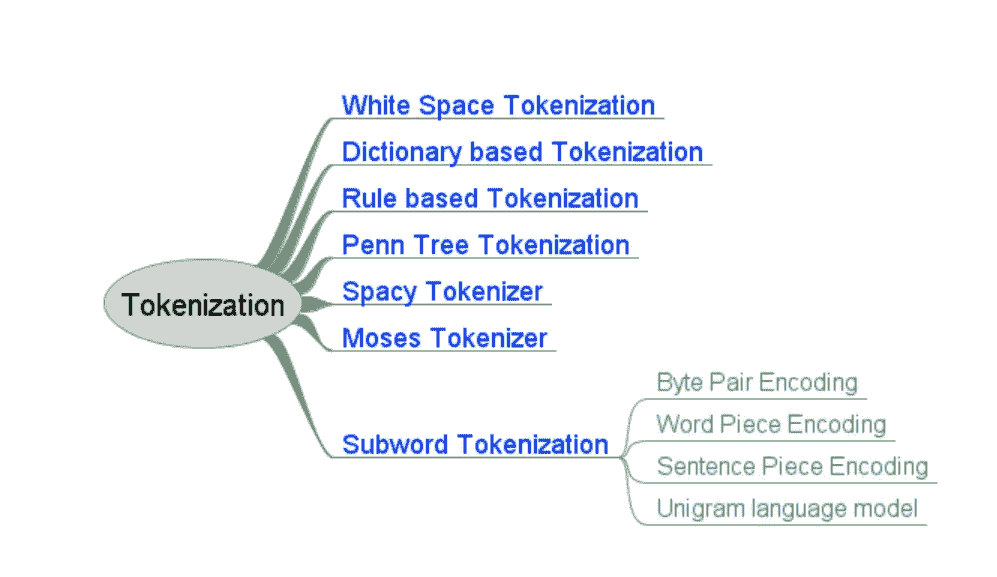 White Space Tokenization
Dictionary based Tokenization
Rule based Tokenization
Penn Tree Tokenization
Tokenization
Spacy Tokenizer
Moses Tokenizer
Subword Tokenization
Byte Pair Encoding
Word Piece Encoding
Sentence Piece Encoding
Unigram language model